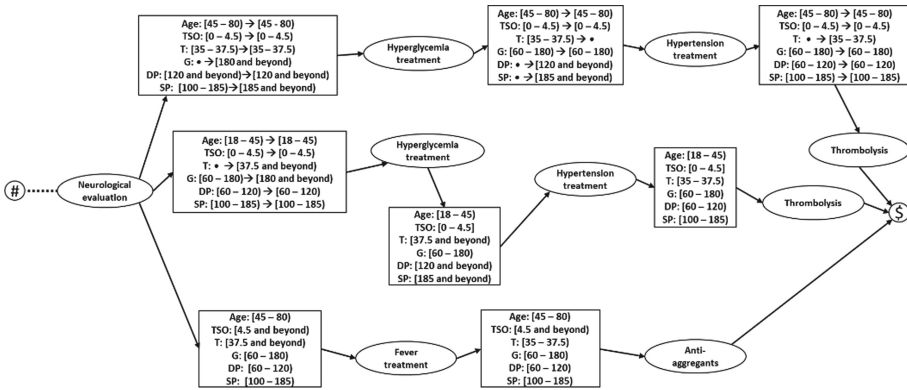 Age: [45 – 80) → [45 - 80)
TSO: [0 – 4.5) → [0 – 4.5)
T: [35 – 37.5)→[35 – 37.5)
G: • → [180 and beyond)
DP: [120 and beyond)→[120 and beyond)
SP: [100 – 185)→[185 and beyond)
Hyperglycemia
treatment
Age: [45 – 80) → [45 – 80)
TSO: [0 – 4.5) → [0 – 4.5)
T: [35 – 37.5) → •
G: [60 – 180) → [60 – 180)
DP: • → [120 and beyond)
SP: • → [185 and beyond)
Hypertension
treatment
Age: [45 – 80) → [45 – 80)
TSO: [0 – 4.5) → [0 – 4.5)
T: • → [35 – 37.5)
G: [60 – 180) → [60 – 180)
DP: [60 – 120) → [60 – 120)
SP: [100 – 185) → [100 – 185)
Thrombolysis
#
Neurological
evaluation
Age: [18 – 45) → [18 – 45)
TSO: [0 – 4.5) → [0 – 4.5)
T: • → [37.5 and beyond)
G: [60 – 180)→ [180 and beyond)
DP: [60 – 120) → [60 – 120)
SP: [100 – 185) → [100 – 185)
Hyperglycemia
treatment
Age: [18 – 45)
TSO: [0 – 4.5]
T: [37.5 and beyond)
G: [60 – 180)
DP: [120 and beyond)
SP: [185 and beyond)
Hypertension
treatment
Age: [18 – 45)
TSO: [0 – 4.5]
T: [35 – 37.5)
G: [60 – 180)
DP: [60 – 120)
SP: [100 – 185)
Thrombolysis
$
Age: [45 – 80)
TSO: [4.5 and beyond)
T: [37.5 and beyond)
G: [60 – 180)
DP: [60 – 120)
SP: [100 – 185)
Fever
treatment
Age: [45 – 80)
TSO: [4.5 and beyond)
T: [35 – 37.5)
G: [60 – 180)
DP: [60 – 120)
SP: [100 – 185)
Anti-
aggregants